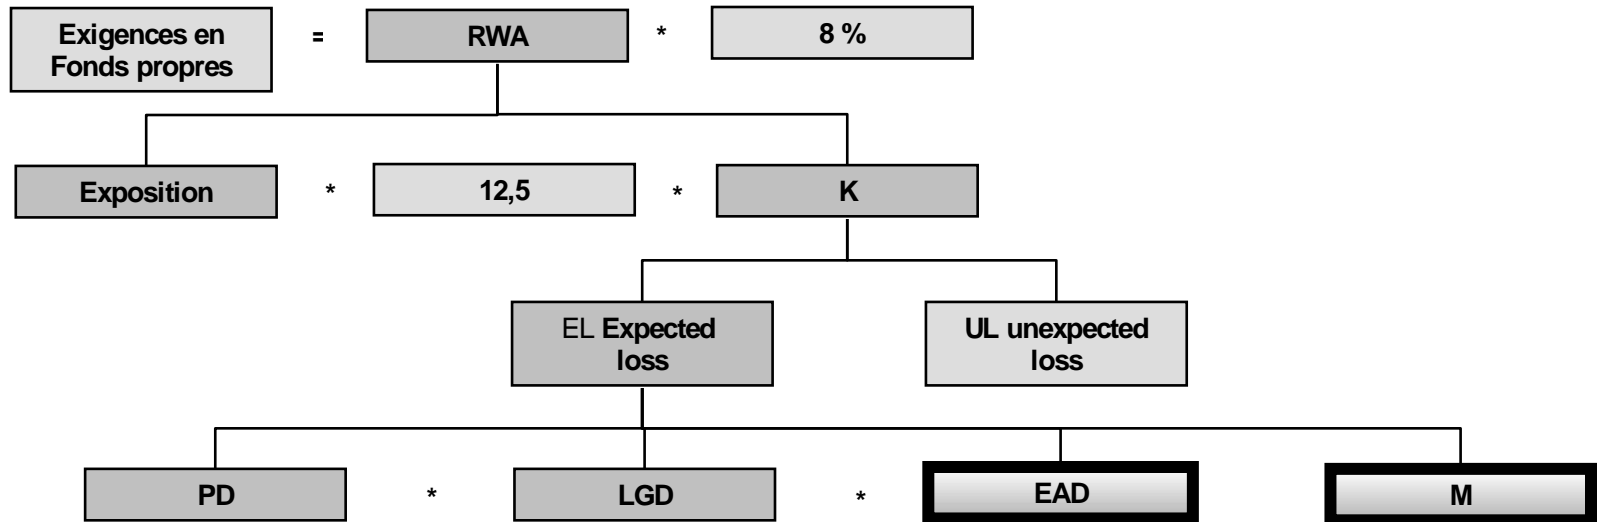 Exigences en
Fonds propres
= RWA * 8 %
Exposition * 12,5 * K
EL Expected
loss
UL unexpected
loss
PD * LGD * EAD M